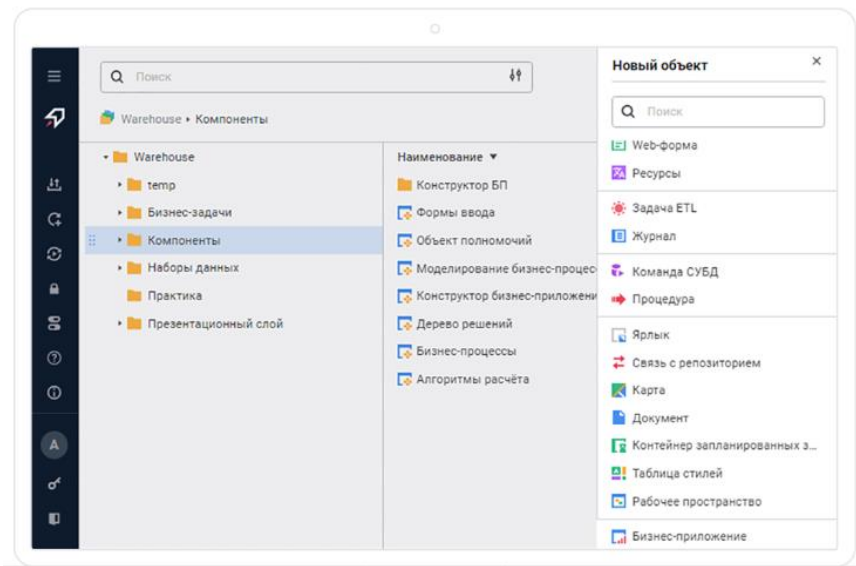 Поиск
Warehouse • Компоненты
Warehouse
temp
Бизнес-задачи
Компоненты
Наборы данных
Практика
Презентационный слой
Наименование ▼
Конструктор БП
Формы ввода
Объект полномочий
Моделирование бизнес-процес
Конструктор бизнес-приложени
Дерево решений
Бизнес-процессы
Алгоритмы расчёта
Новый объект
Поиск
Web-форма
Ресурсы
Задача ETL
Журнал
Команда СУБД
Процедура
Ярлык
Связь с репозиторием
Карта
Документ
Контейнер запланированных з...
Таблица стилей
Рабочее пространство
Бизнес-приложение
A